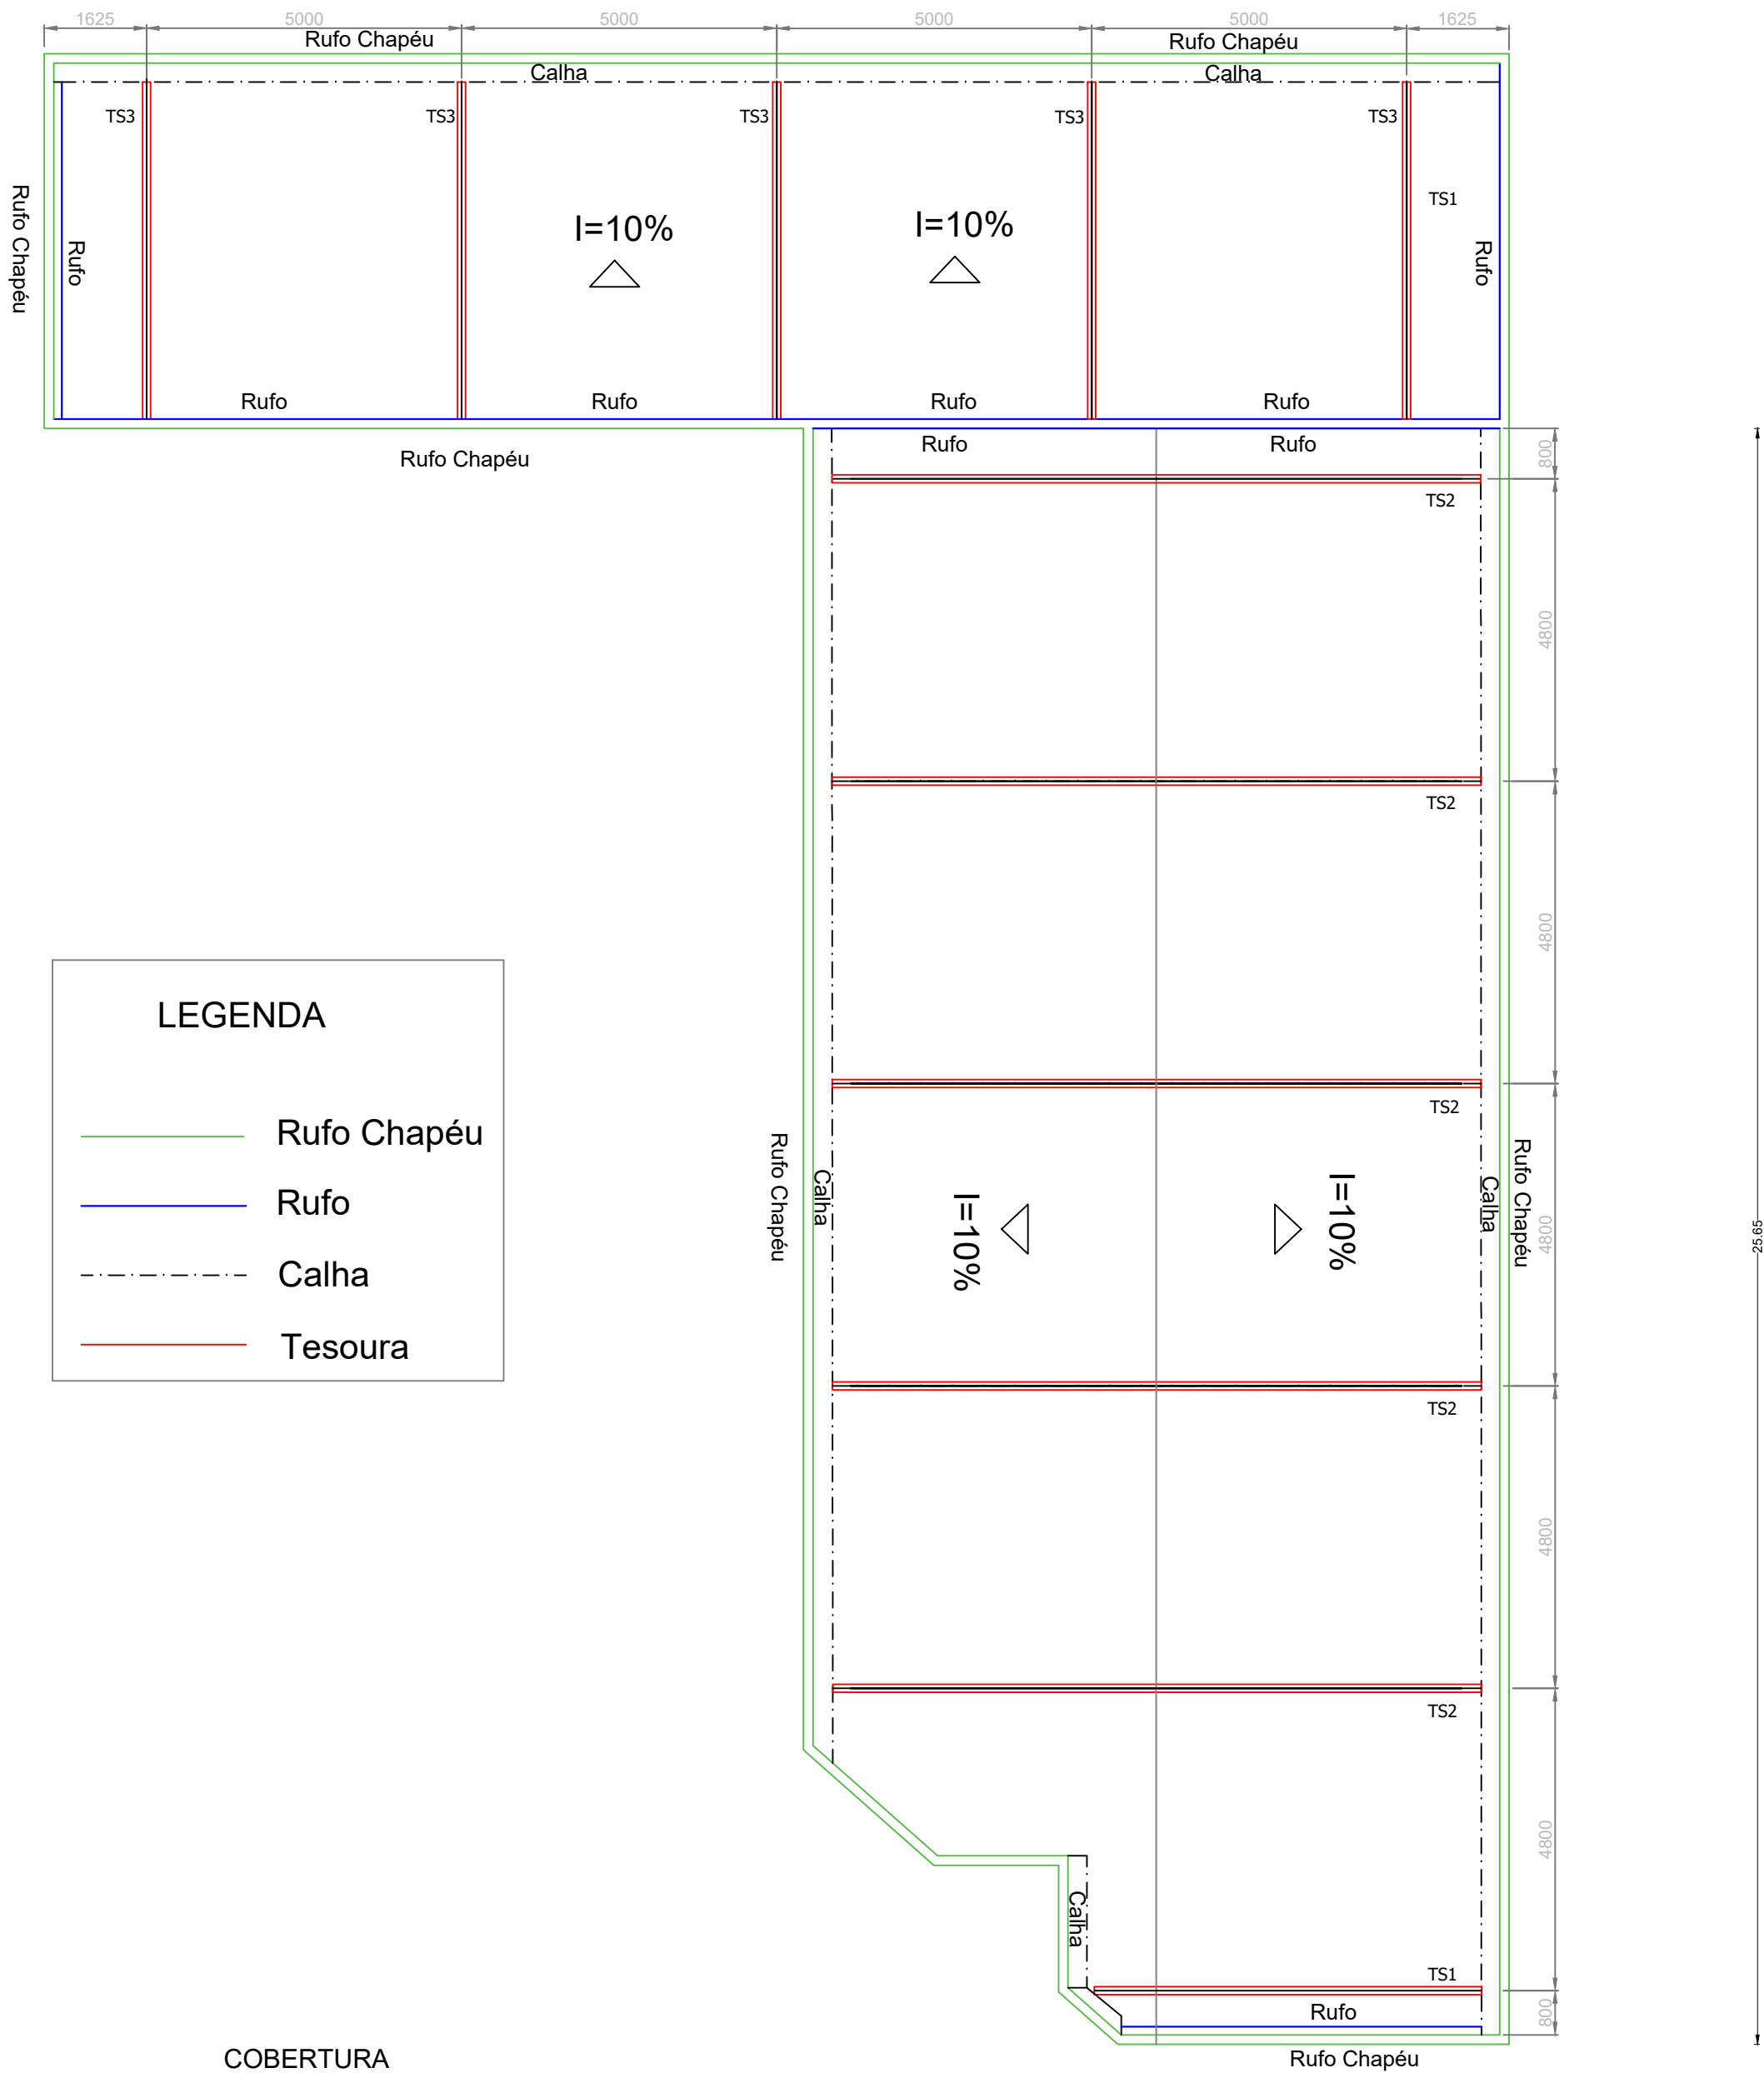 1625 5000 5000 5000 1625
Rufo Chapéu Rufo Chapéu
Calha Calha
TS3 TS3 TS3 TS3 TS3
TS1
Rufo Chapéu
Rufo
I=10% I=10%
Rufo
Rufo Rufo Rufo Rufo
Rufo Rufo
800
Rufo Chapéu
TS2
4800
TS2
4800
LEGENDA
Rufo Chapéu
Rufo
Calha
Tesoura
TS2
Rufo Chapéu
Calha
I=10%
I=10%
Calha
Rufo Chapéu
4800
25.65
TS2
4800
TS2
4800
Calha
TS1
Rufo
800
COBERTURA
Rufo Chapéu